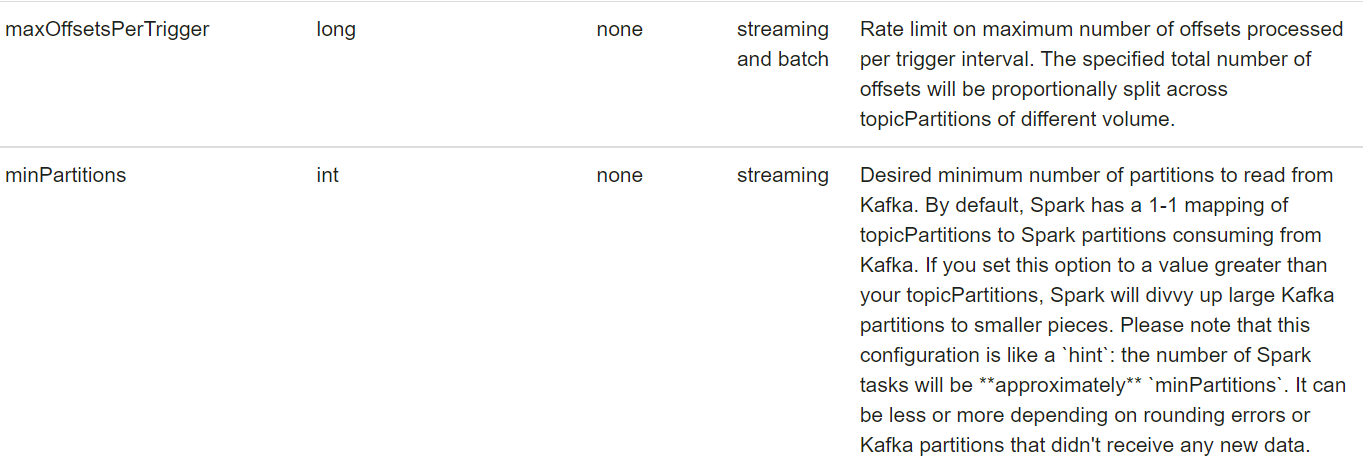 maxOffsetsPerTrigger long none streaming Rate limit on maximum number of offsets processed
and batch per trigger interval. The specified total number of
offsets will be proportionally split across
topicPartitions of different volume.
minPartitions int none streaming Desired minimum number of partitions to read from
Kafka. By default, Spark has a 1-1 mapping of
topicPartitions to Spark partitions consuming from
Kafka. If you set this option to a value greater than
your topicPartitions, Spark will divvy up large Kafka
partitions to smaller pieces. Please note that this
configuration is like a `hint`: the number of Spark
tasks will be **approximately** `minPartitions`. It can
be less or more depending on rounding errors or
Kafka partitions that didn't receive any new data.